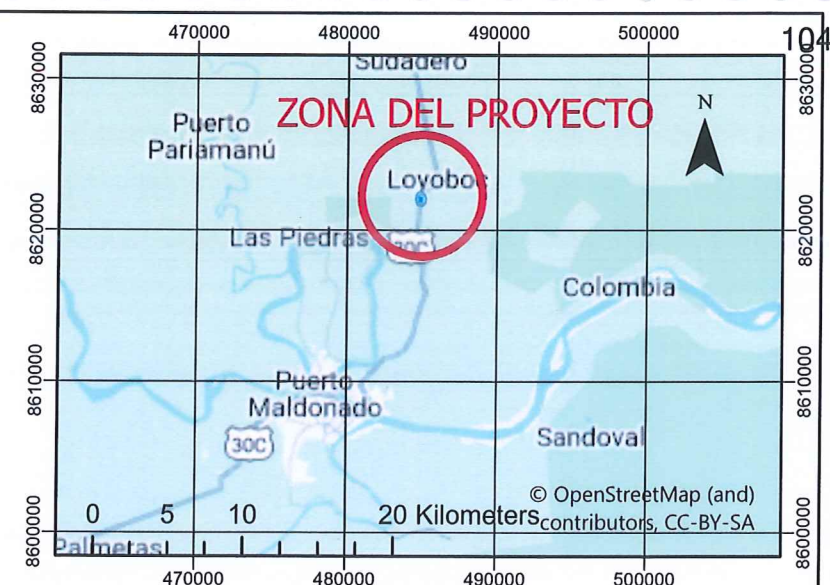 470000 480000 490000 500000 104
8630000 8630000
Sudadero
ZONA DEL PROYECTO N
Puerto
Pariamanú
Loyoboc
8620000 8620000
Las Piedras 30C
Colombia
8610000 8610000
Puerto
Maldonado
30C
Sandoval
© OpenStreetMap (and)
0 5 10 20 Kilometers contributors, CC-BY-SA
8600000 8600000
Palmeras
470000 480000 490000 500000